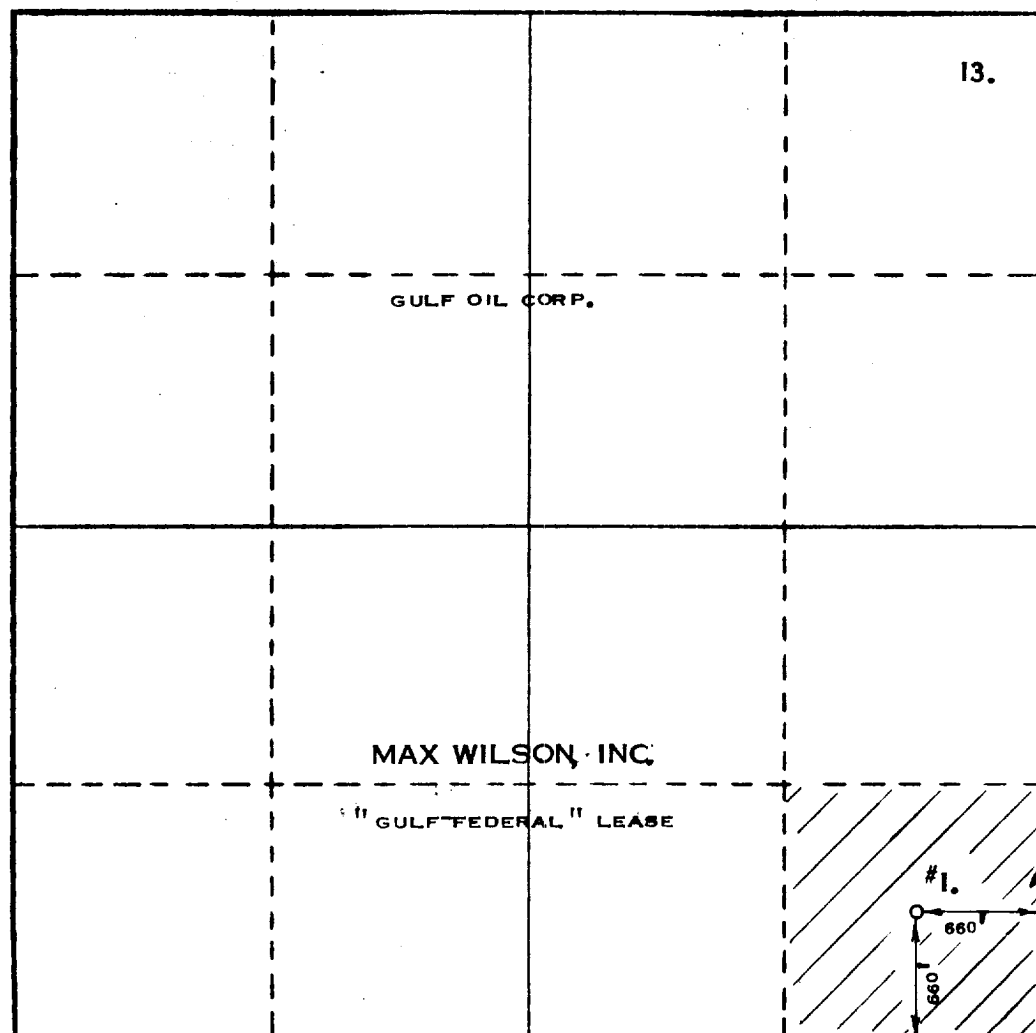 13.
GULF OIL CORP.
MAX WILSON, INC.
"GULF-FEDERAL" LEASE
#1.
660'
660'